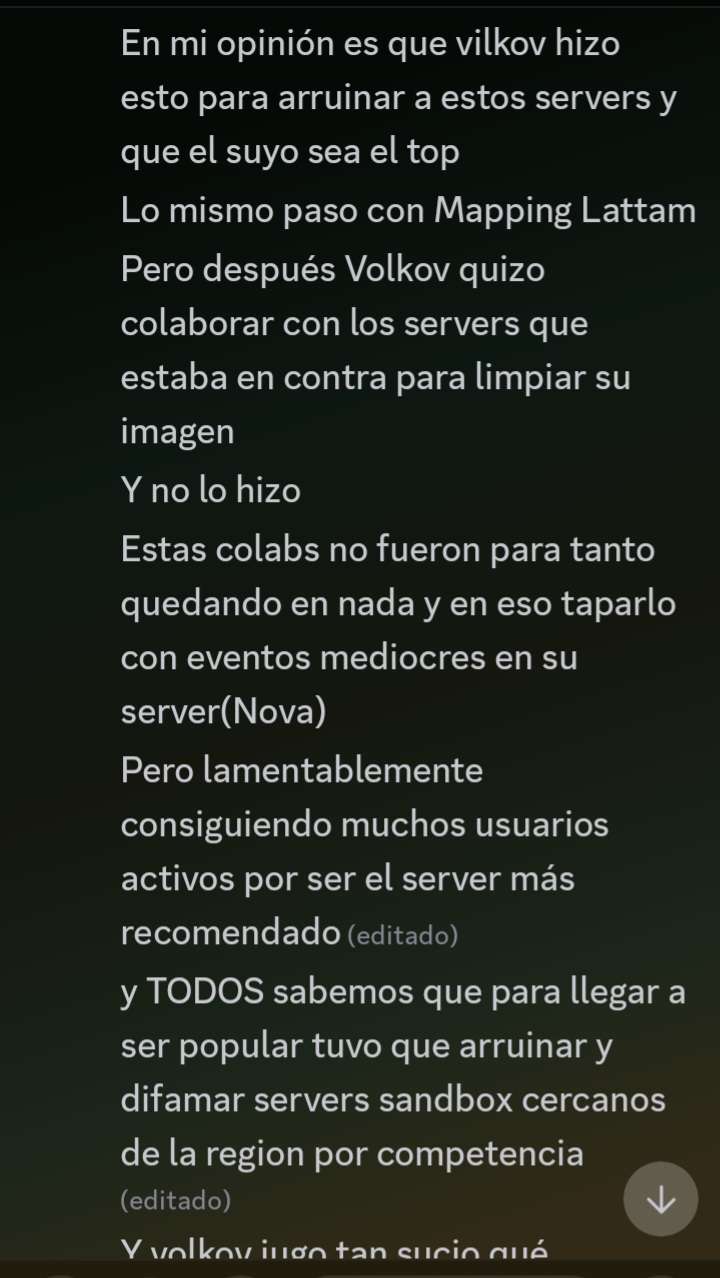 En mi opinión es que vilkov hizo
esto para arruinar a estos servers y
que el suyo sea el top
Lo mismo paso con Mapping Lattam
Pero después Volkov quizo
colaborar con los servers que
estaba en contra para limpiar su
imagen
Y no lo hizo
Estas colabs no fueron para tanto
quedando en nada y en eso taparlo
con eventos mediocres en su
server(Nova)
Pero lamentablemente
consiguiendo muchos usuarios
activos por ser el server más
recomendado (editado)
y TODOS sabemos que para llegar a
ser popular tuvo que arruinar y
difamar servers sandbox cercanos
de la region por competencia
(editado)
Y volkov jugo tan sucio qué